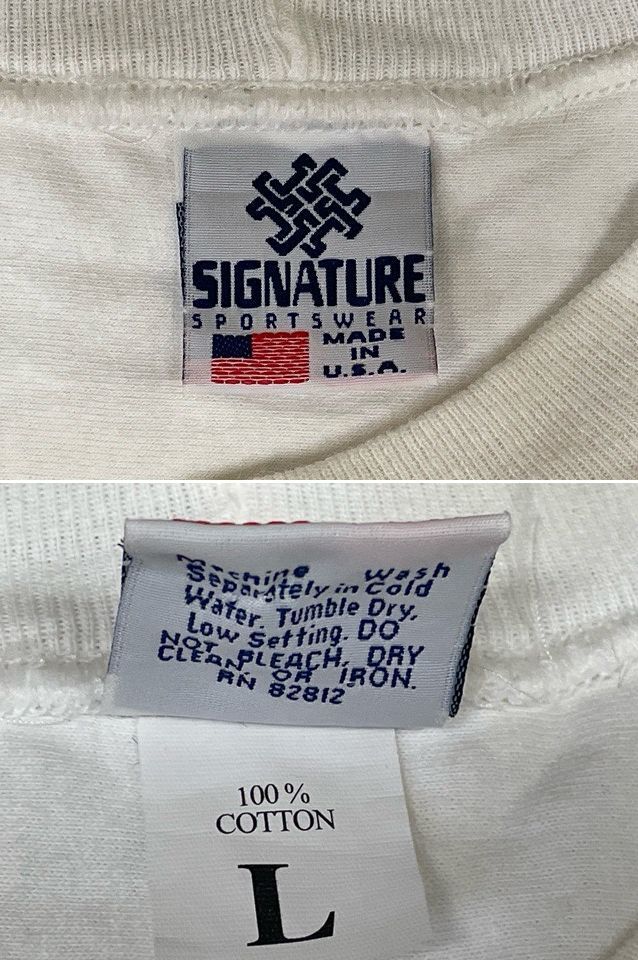 SIGNATURE
SPORTSWEAR
MADE
IN
U.S.A.
Machine Wash
Separately in Cold
Water. Tumble Dry,
Low Setting. DO
NOT BLEACH, DRY
CLEAN, OR IRON.
RN 82812
100%
COTTON
L